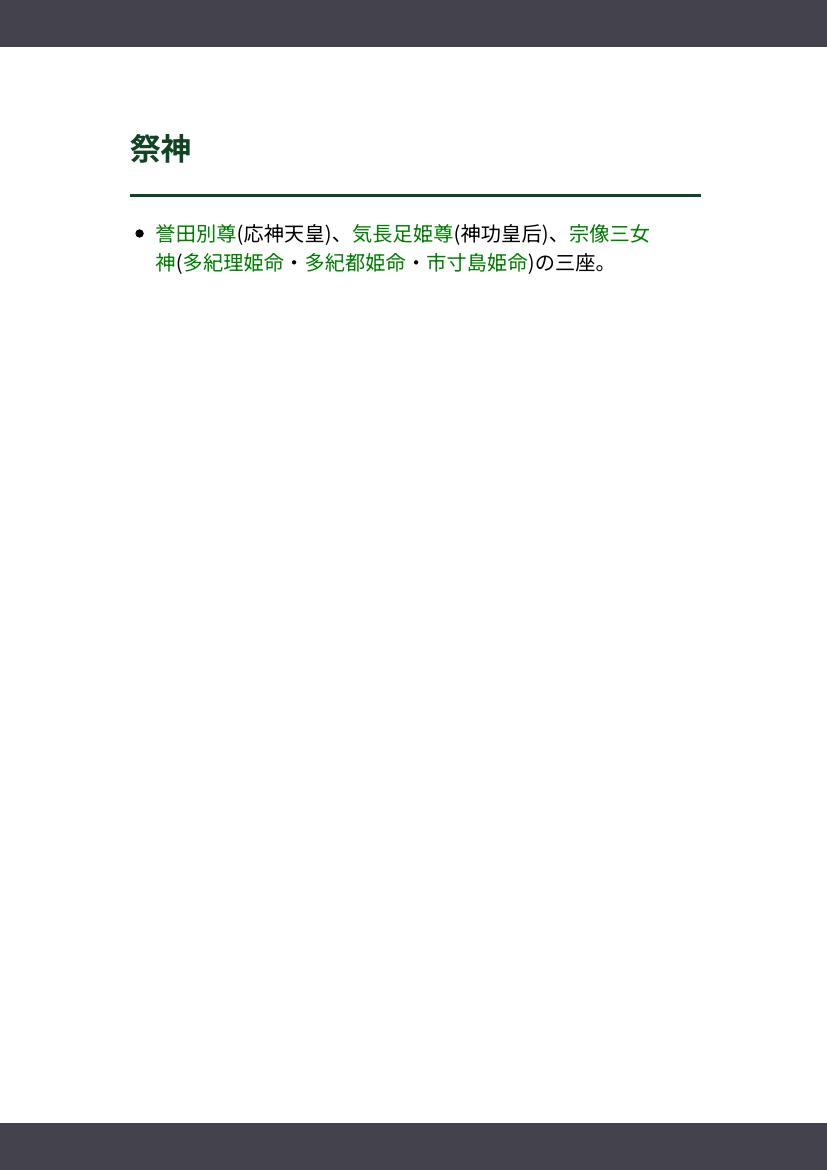 祭神
• 誉田別尊(応神天皇)、気長足姫尊(神功皇后)、宗像三女
神(多紀理姫命・多紀都姫命・市寸島姫命)の三座。